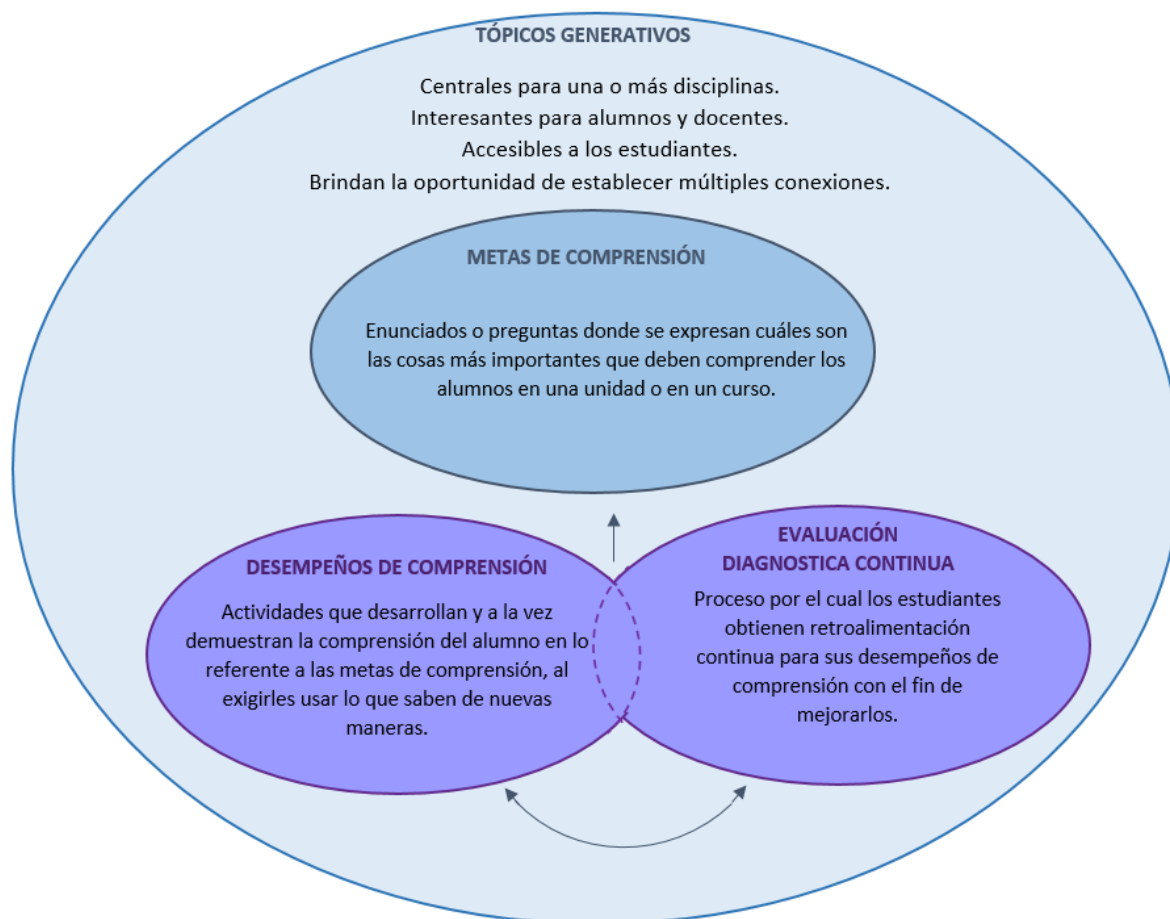 TÓPICOS GENERATIVOS
Centrales para una o más disciplinas.
Interesantes para alumnos y docentes.
Accesibles a los estudiantes.
Brindan la oportunidad de establecer múltiples conexiones.
METAS DE COMPRENSIÓN
Enunciados o preguntas donde se expresan cuáles son
las cosas más importantes que deben comprender los
alumnos en una unidad o en un curso.
DESEMPEÑOS DE COMPRENSIÓN
Actividades que desarrollan y a la vez
demuestran la comprensión del alumno en lo
referente a las metas de comprensión, al
exigirles usar lo que saben de nuevas
maneras.
EVALUACIÓN
DIAGNOSTICA CONTINUA
Proceso por el cual los estudiantes
obtienen retroalimentación
continua para sus desempeños de
comprensión con el fin de
mejorarlos.